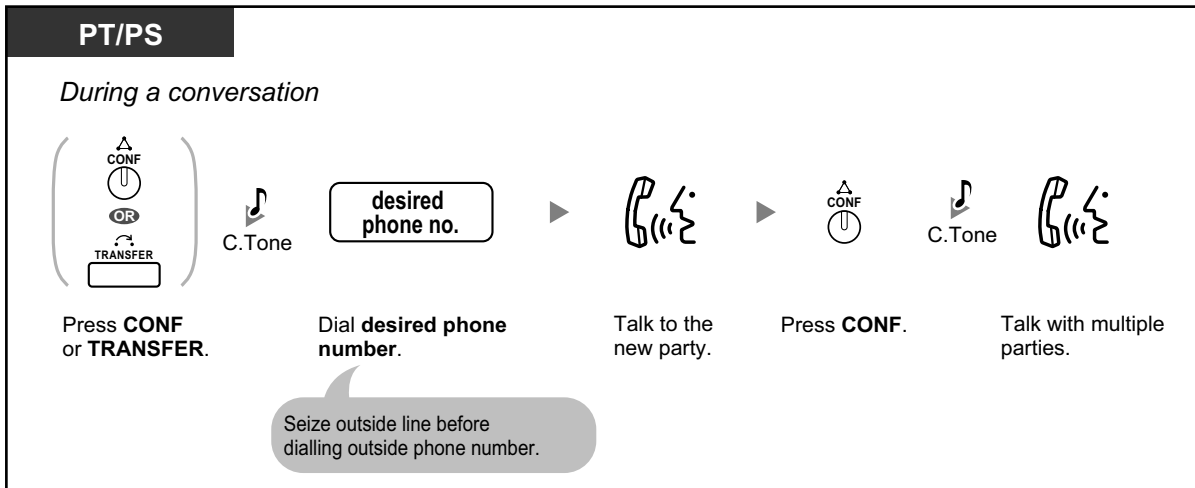 PT/PS
During a conversation
CONF
OR
TRANSFER
C.Tone
desired
phone no.
CONF
C.Tone
Press CONF
or TRANSFER.
Dial desired phone
number.
Talk to the
new party.
Press CONF.
Talk with multiple
parties.
Seize outside line before
dialling outside phone number.